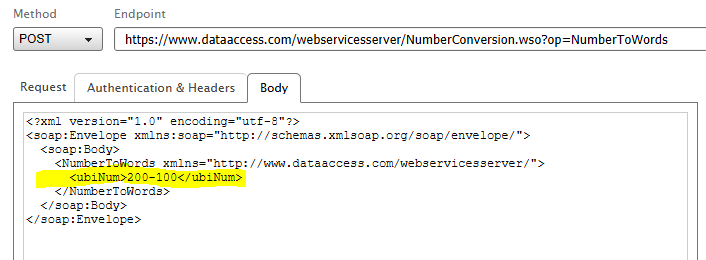 Method Endpoint
POST https://www.dataaccess.com/webservicesserver/NumberConversion.wso?op=NumberToWords
Request Authentication & Headers Body
<?xml version="1.0" encoding="utf-8"?>
<soap:Envelope xmlns:soap="http://schemas.xmlsoap.org/soap/envelope/">
<soap:Body>
<NumberToWords xmlns="http://www.dataaccess.com/webservicesserver/">
<ubiNum>200-100</ubiNum>
</NumberToWords>
</soap:Body>
</soap:Envelope>